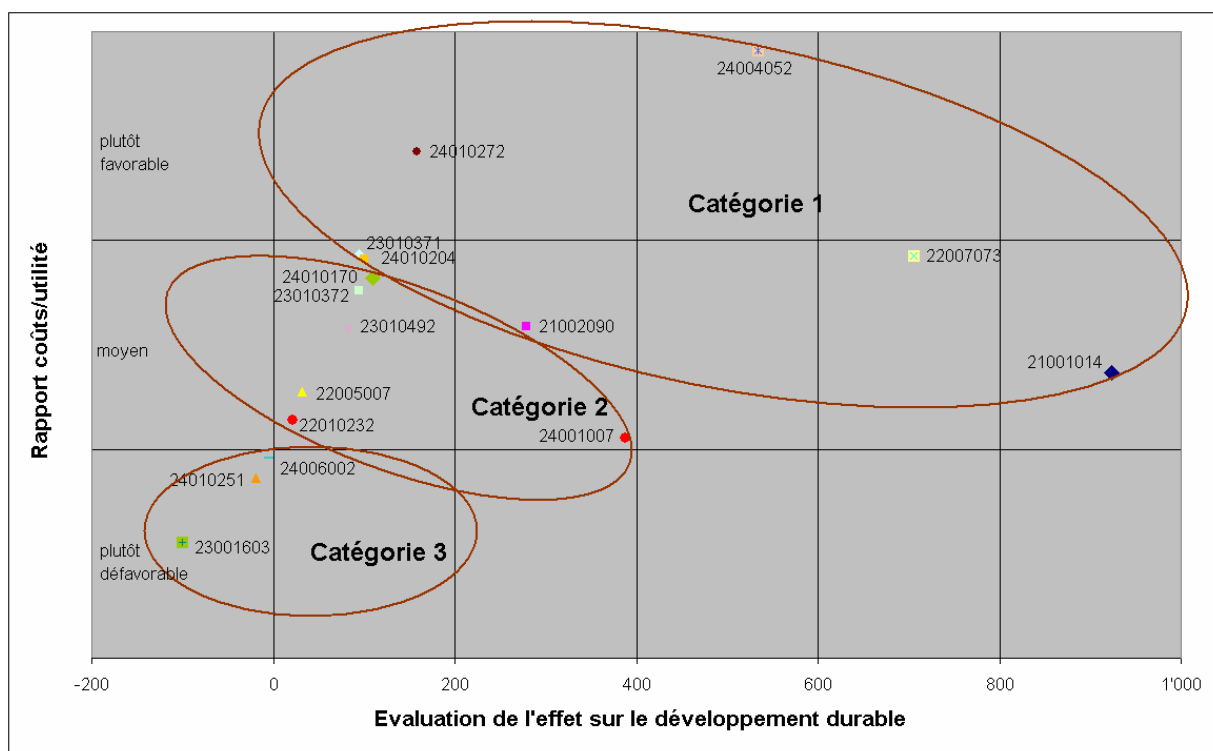 24004052
plutôt
favorable
24010272
Catégorie 1
23010371
24010204
22007073
24010170
23010372
23010492
21002090
moyen
21001014
22005007
Catégorie 2
22010232
24001007
24006002
24010251
23001603
Catégorie 3
plutôt
défavorable
Rapport coûts/utilité
-200
0
200
400
600
800
1'000
Evaluation de l'effet sur le développement durable